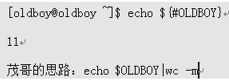 [oldboy@oldboy ~]$ echo ${#OLDBOY}
11
茂哥的思路：echo $OLDBOY|wc -m